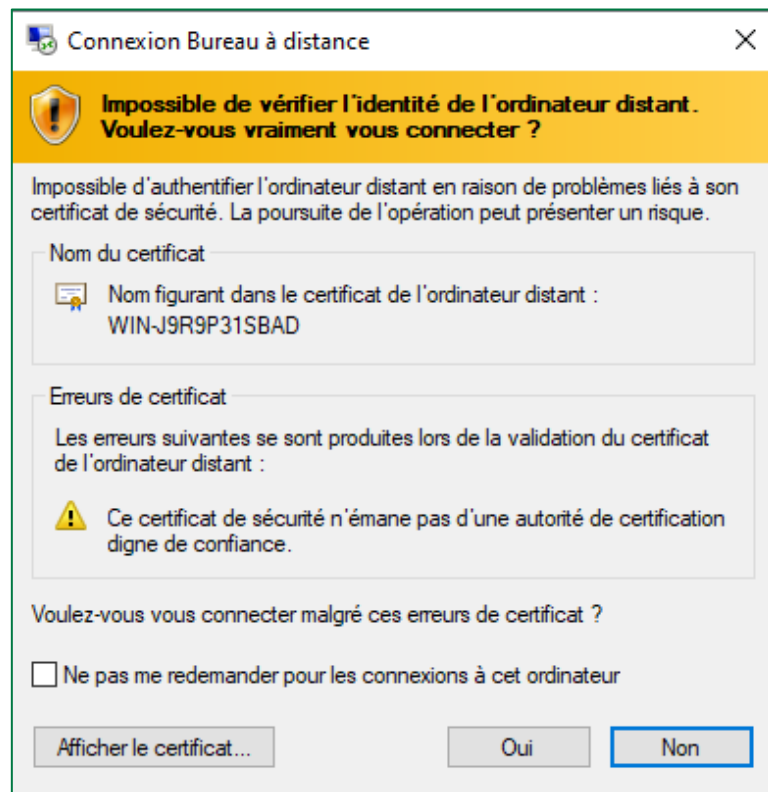 Connexion Bureau à distance
Impossible de vérifier l'identité de l'ordinateur distant.
Voulez-vous vraiment vous connecter ?
Impossible d'authentifier l'ordinateur distant en raison de problèmes liés à son
certificat de sécurité. La poursuite de l'opération peut présenter un risque.
Nom du certificat
Nom figurant dans le certificat de l'ordinateur distant :
WIN-J9R9P31SBAD
Erreurs de certificat
Les erreurs suivantes se sont produites lors de la validation du certificat
de l'ordinateur distant :
Ce certificat de sécurité n'émane pas d'une autorité de certification
digne de confiance.
Voulez-vous vous connecter malgré ces erreurs de certificat ?
Ne pas me redemander pour les connexions à cet ordinateur
Afficher le certificat... Oui Non